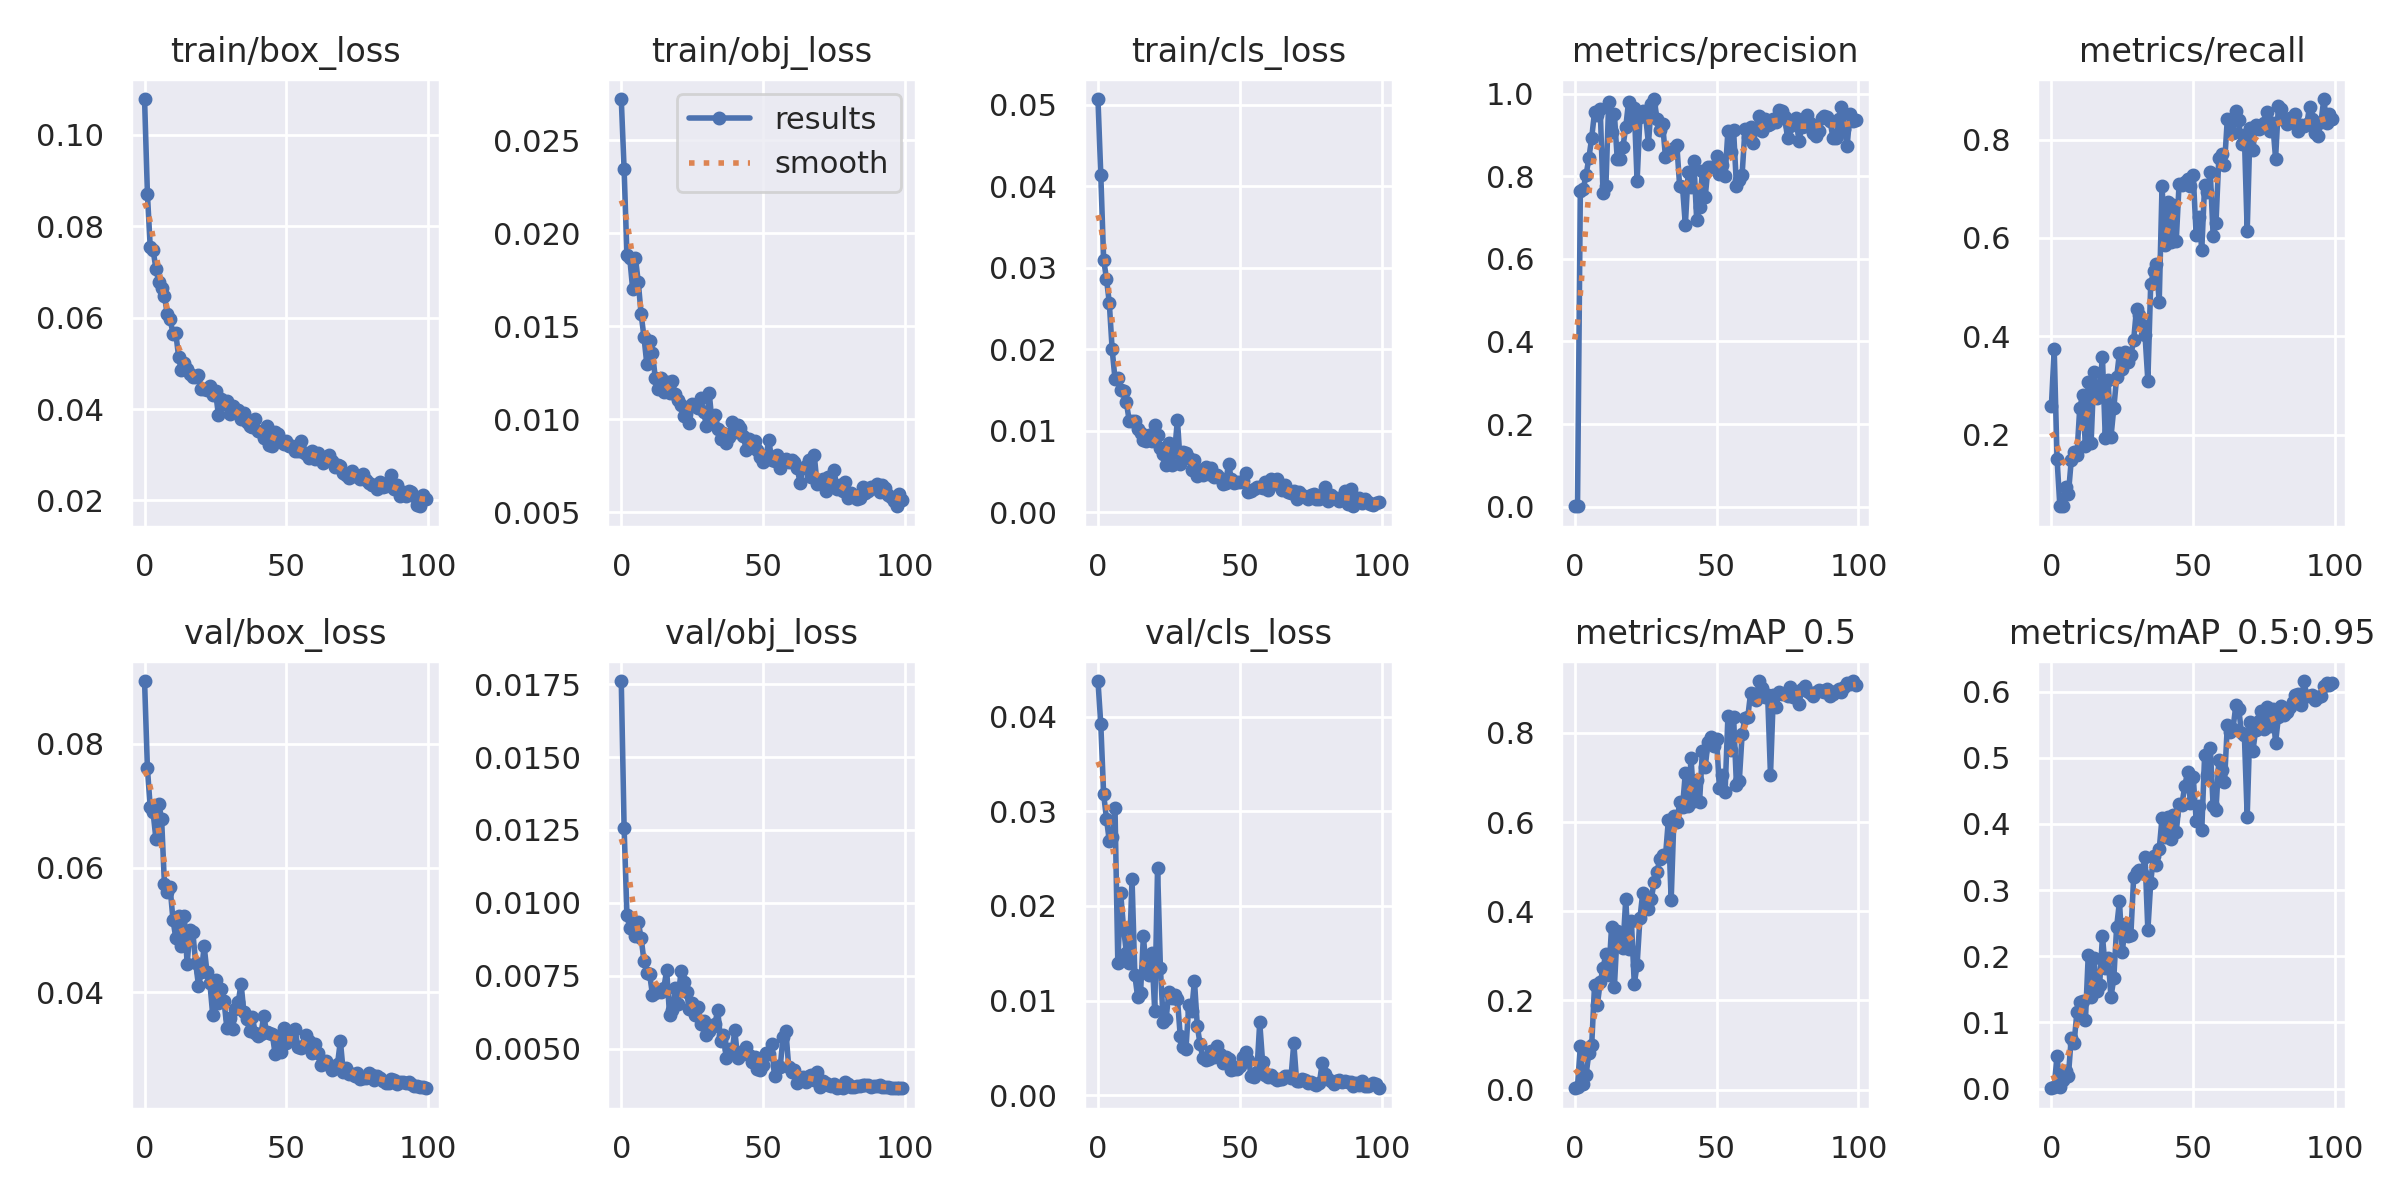 train/box_loss
0.10
0.08
0.06
0.04
0.02
0 50 100
train/obj_loss
results
smooth
0.025
0.020
0.015
0.010
0.005
0 50 100
train/cls_loss
0.05
0.04
0.03
0.02
0.01
0.00
0 50 100
metrics/precision
1.0
0.8
0.6
0.4
0.2
0.0
0 50 100
metrics/recall
0.8
0.6
0.4
0.2
0 50 100
val/box_loss
0.08
0.06
0.04
0 50 100
val/obj_loss
0.0175
0.0150
0.0125
0.0100
0.0075
0.0050
0 50 100
val/cls_loss
0.04
0.03
0.02
0.01
0.00
0 50 100
metrics/mAP_0.5
0.8
0.6
0.4
0.2
0.0
0 50 100
metrics/mAP_0.5:0.95
0.6
0.5
0.4
0.3
0.2
0.1
0.0
0 50 100